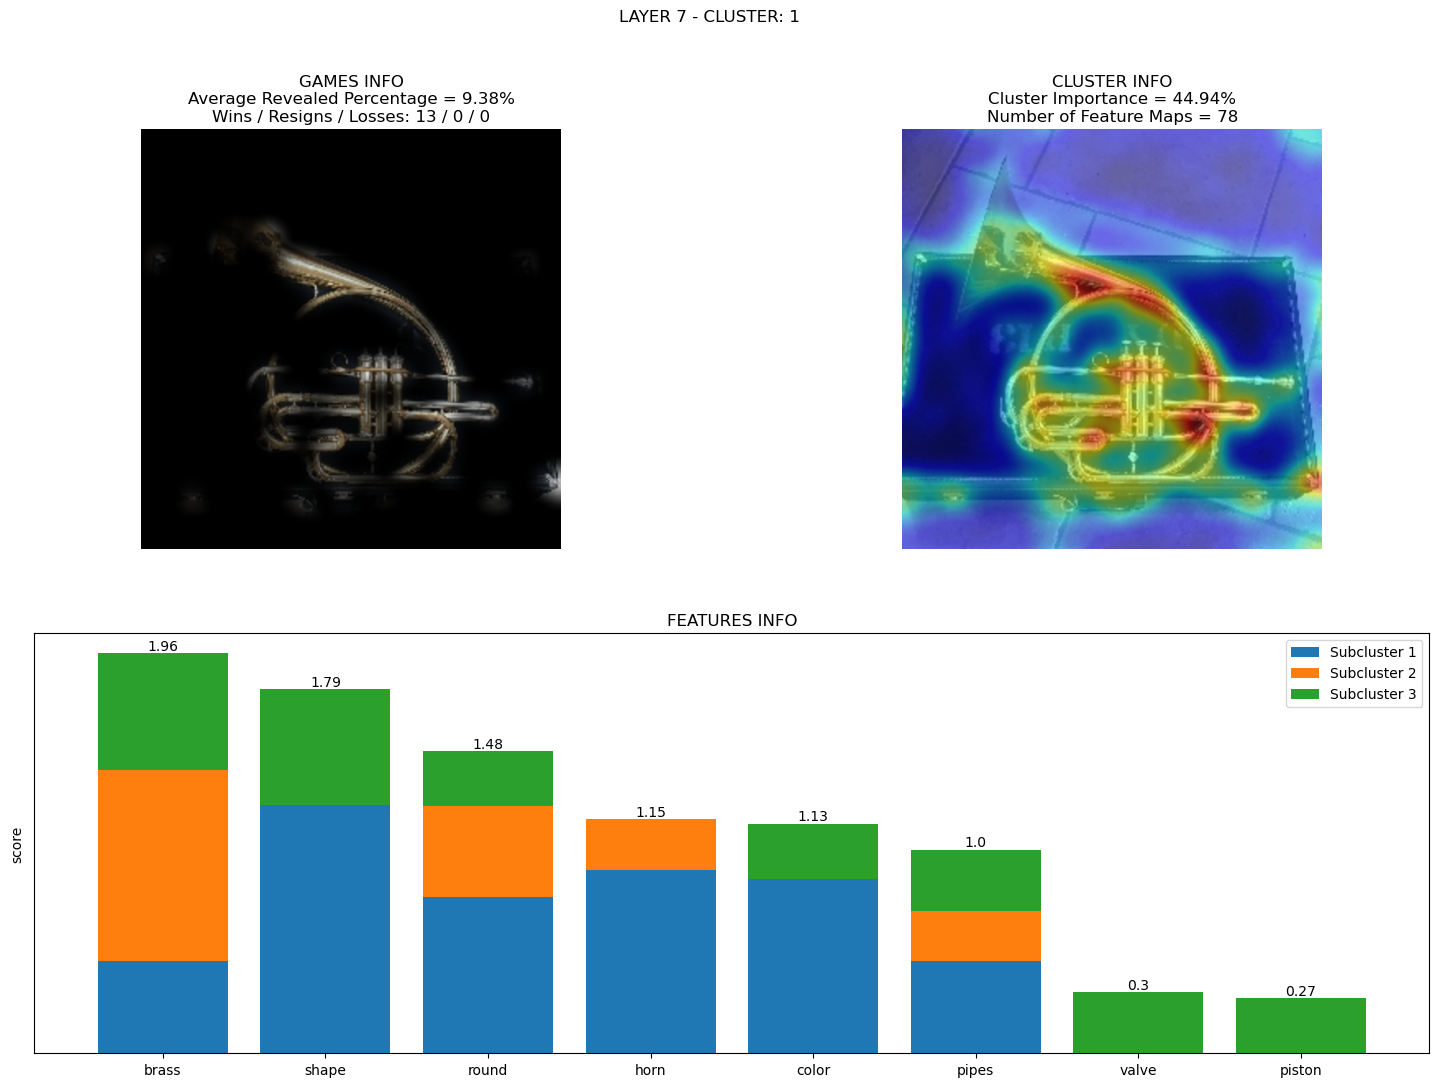 LAYER 7 - CLUSTER: 1
GAMES INFO
Average Revealed Percentage = 9.38%
Wins / Resigns / Losses: 13 / 0 / 0
CLUSTER INFO
Cluster Importance = 44.94%
Number of Feature Maps = 78
FEATURES INFO
score
1.96
1.79
1.48
1.15
1.13
1.0
0.3
0.27
Subcluster 1
Subcluster 2
Subcluster 3
brass
shape
round
horn
color
pipes
valve
piston